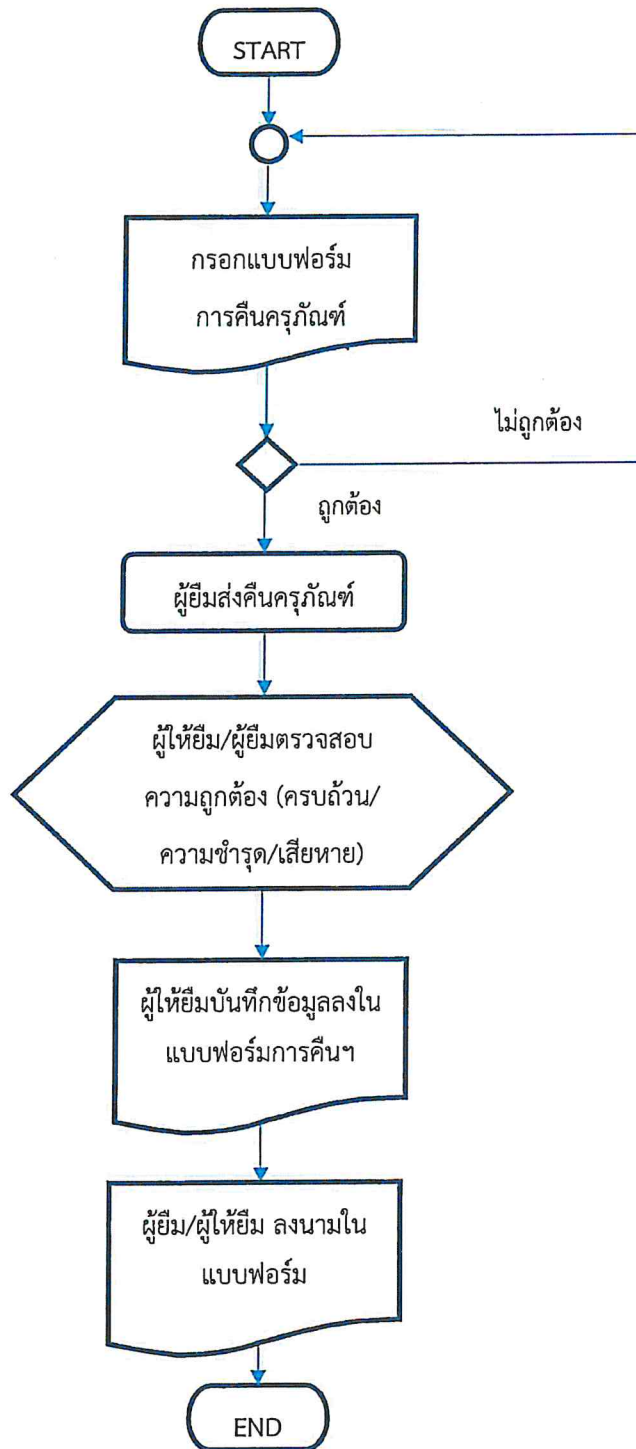 START
กรอกแบบฟอร์ม
การคืนครุภัณฑ์
ไม่ถูกต้อง
ถูกต้อง
ผู้ยืมส่งคืนครุภัณฑ์
ผู้ให้ยืม/ผู้ยืมตรวจสอบ
ความถูกต้อง (ครบถ้วน/
ความชำรุด/เสียหาย)
ผู้ให้ยืมบันทึกข้อมูลลงใน
แบบฟอร์มการคืนฯ
ผู้ยืม/ผู้ให้ยืม ลงนามใน
แบบฟอร์ม
END